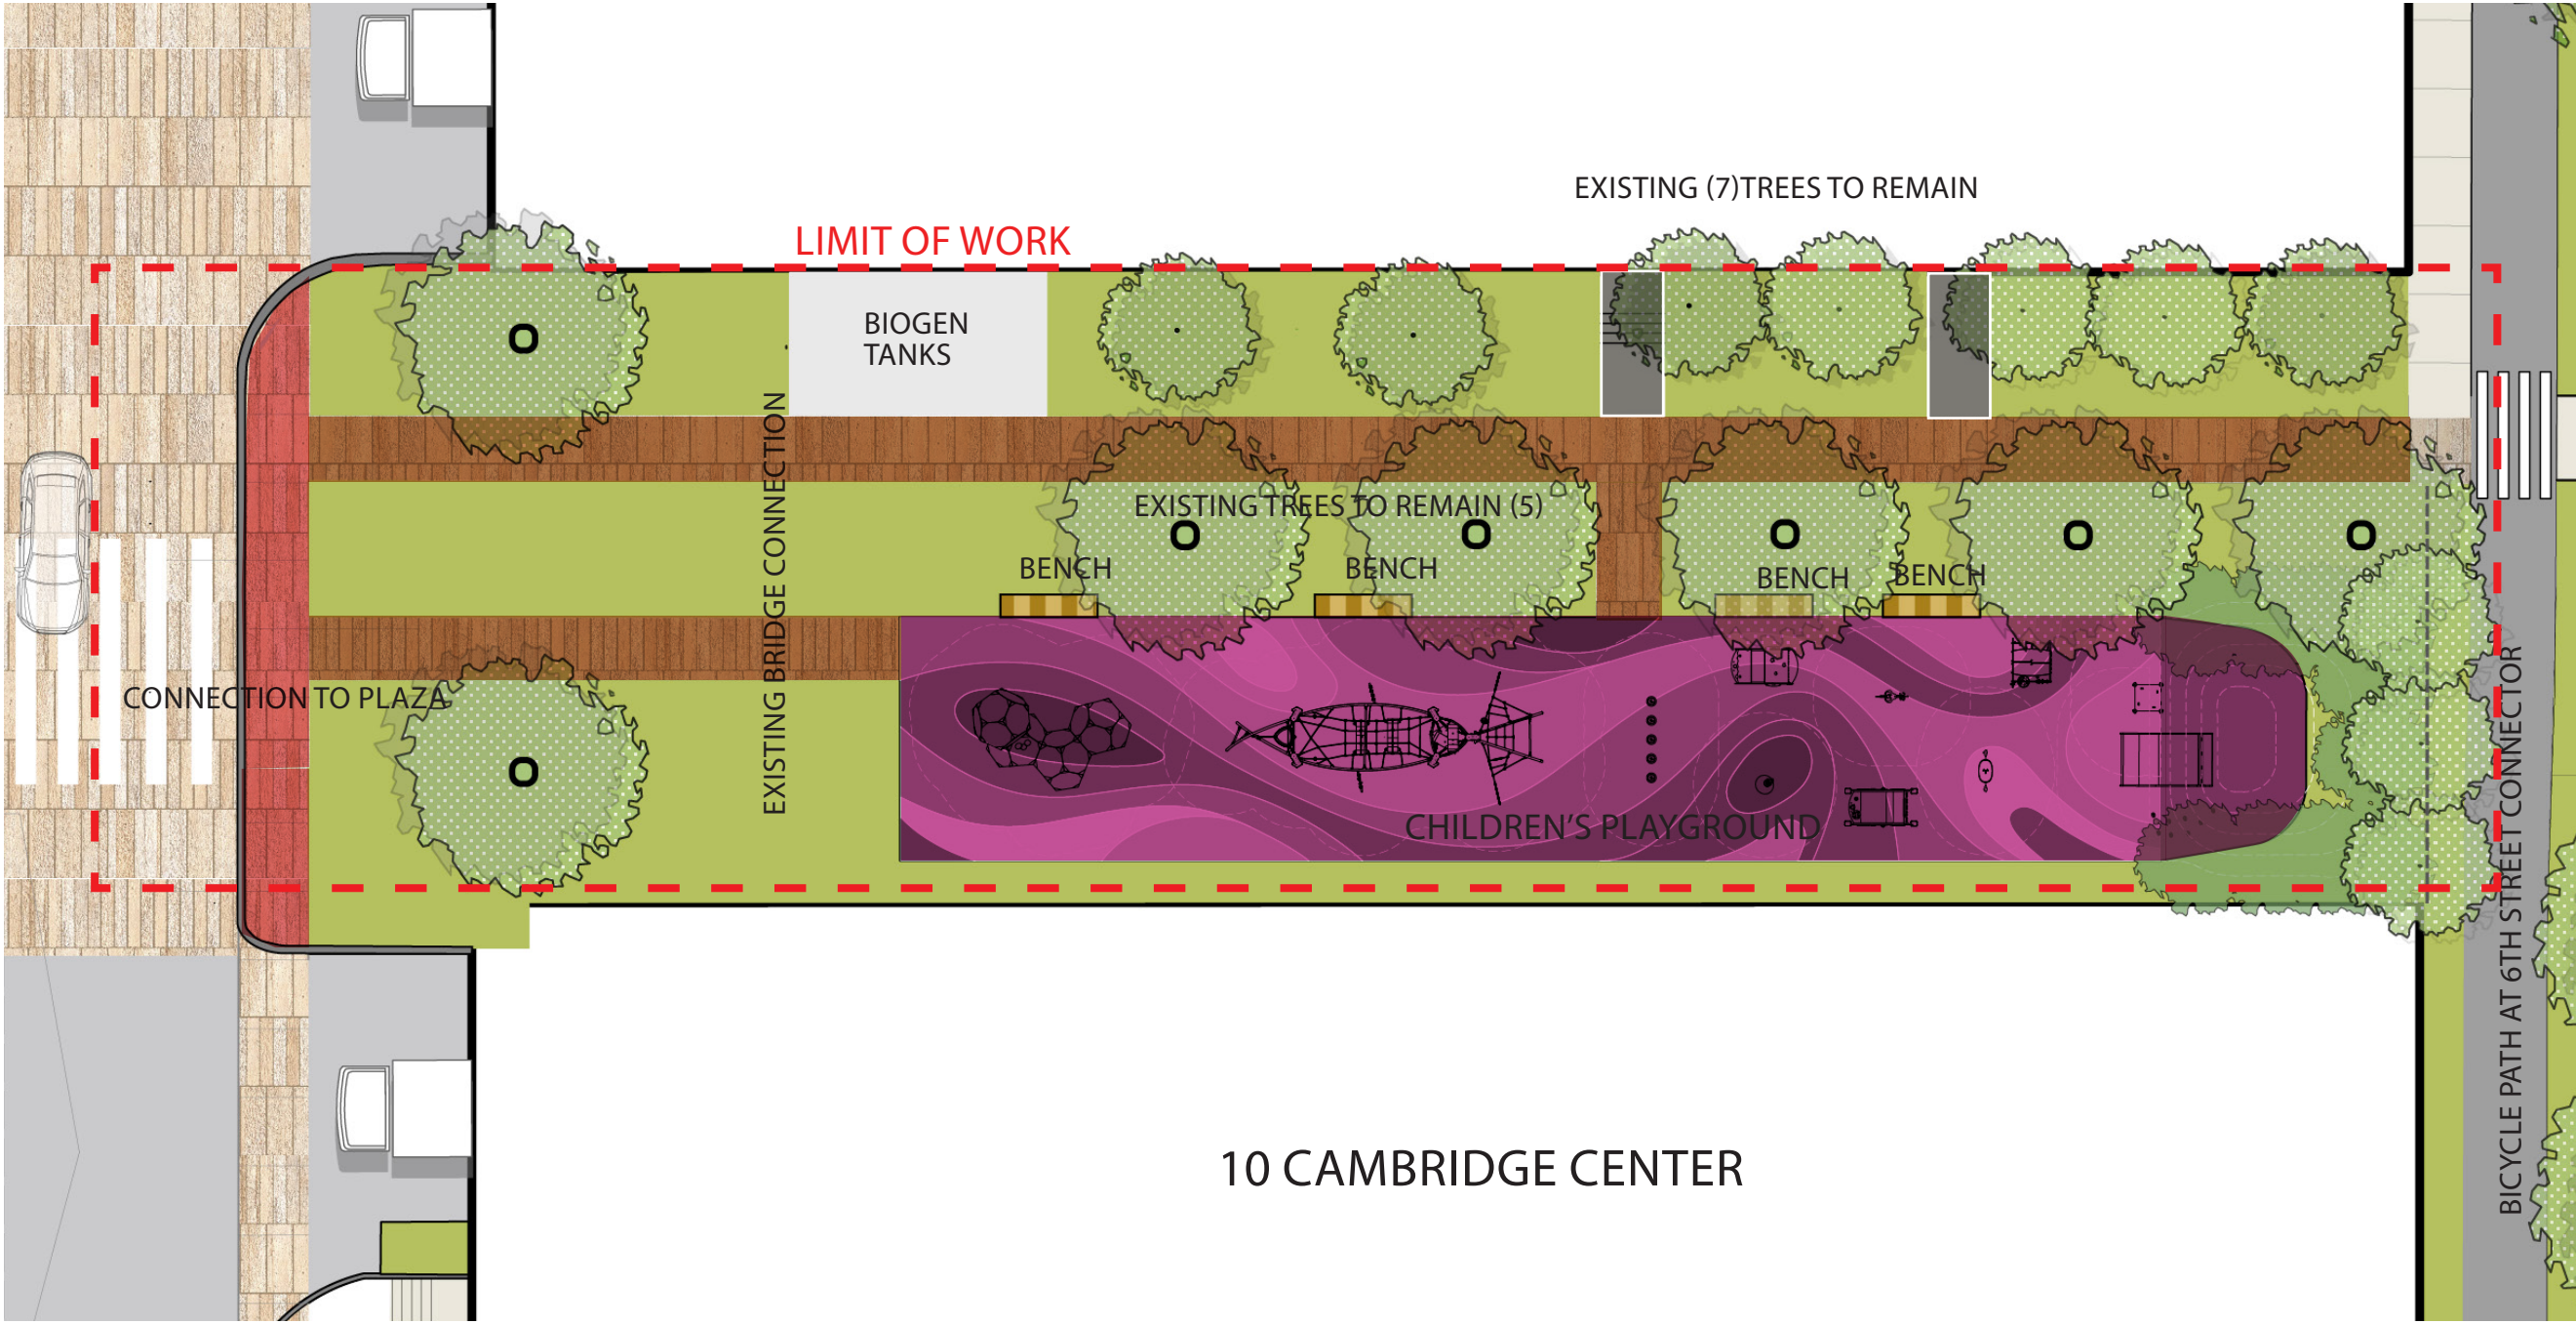 EXISTING (7)TREES TO REMAIN
LIMIT OF WORK
BIOGEN
TANKS
EXISTING BRIDGE CONNECTION
EXISTING TREES TO REMAIN (5)
BENCH
BENCH
BENCH
BENCH
CONNECTION TO PLAZA
CHILDREN'S PLAYGROUND
BICYCLE PATH AT 6TH STREET CONNECTOR
10 CAMBRIDGE CENTER